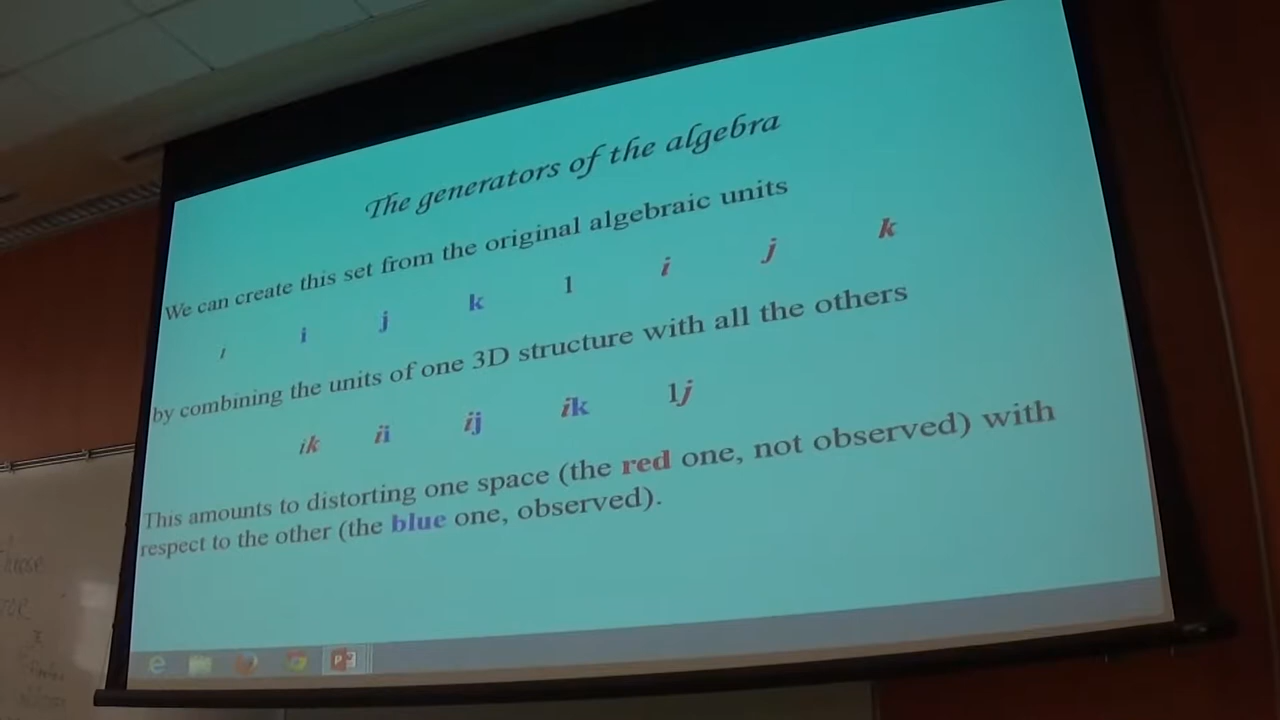 The generators of the algebra
We can create this set from the original algebraic units
i i j k 1 i j k
by combining the units of one 3D structure with all the others
ik ii ij ik 1j
This amounts to distorting one space (the red one, not observed) with
respect to the other (the blue one, observed).